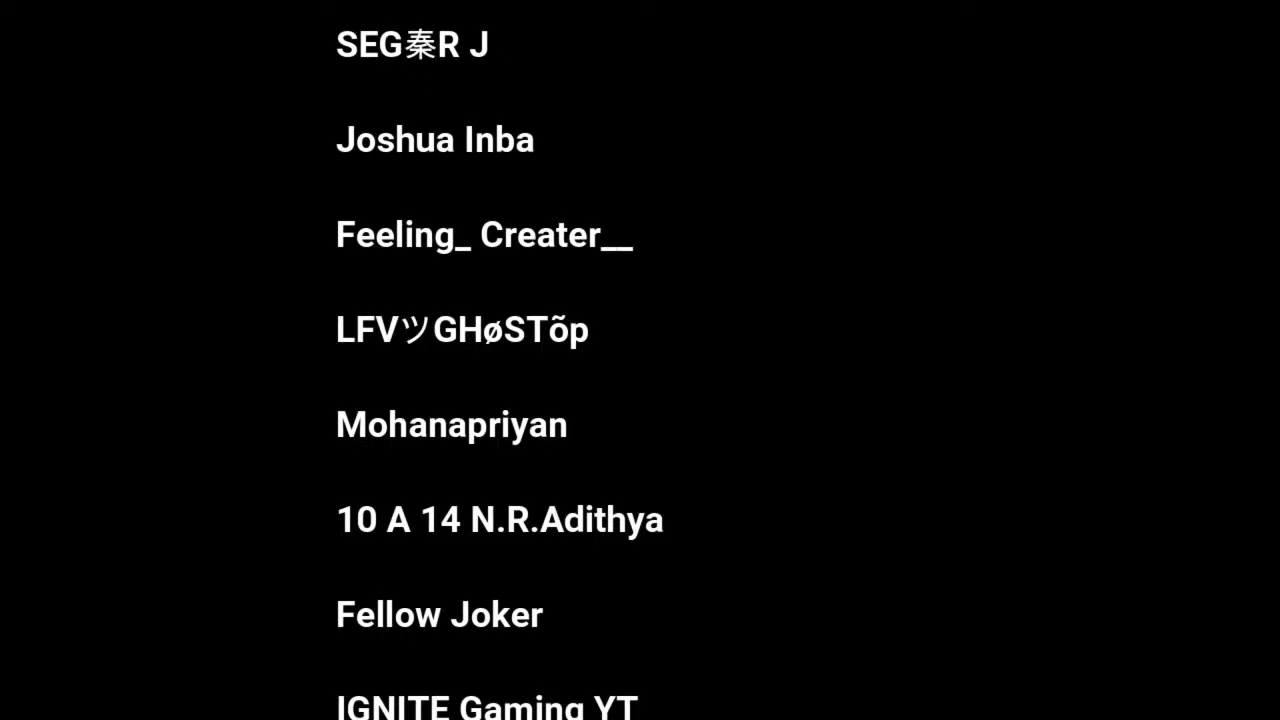 SEG秦R J
Joshua Inba
Feeling_ Creater__
LFVツGHøSTõp
Mohanapriyan
10 A 14 N.R.Adithya
Fellow Joker
IGNITE Gaming YT